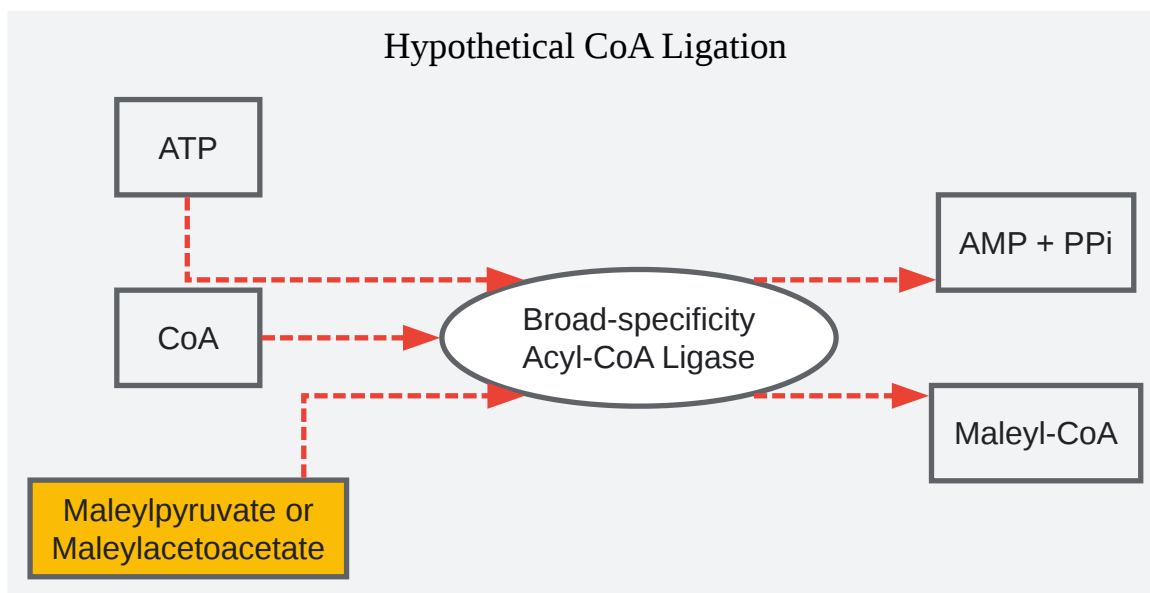 Hypothetical CoA Ligation
ATP
CoA
Maleylpyruvate or
Maleylacetoacetate
Broad-specificity
Acyl-CoA Ligase
AMP + PPi
Maleyl-CoA